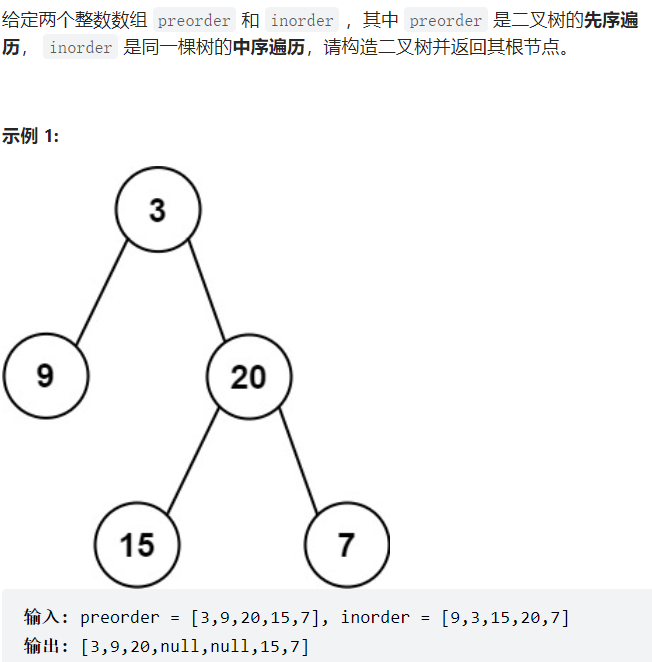 给定两个整数数组 preorder 和 inorder ，其中 preorder 是二叉树的先序遍
历， inorder 是同一棵树的中序遍历，请构造二叉树并返回其根节点。
示例 1:
3
9
20
15
7
输入: preorder = [3,9,20,15,7], inorder = [9,3,15,20,7]
输出: [3,9,20,null,null,15,7]